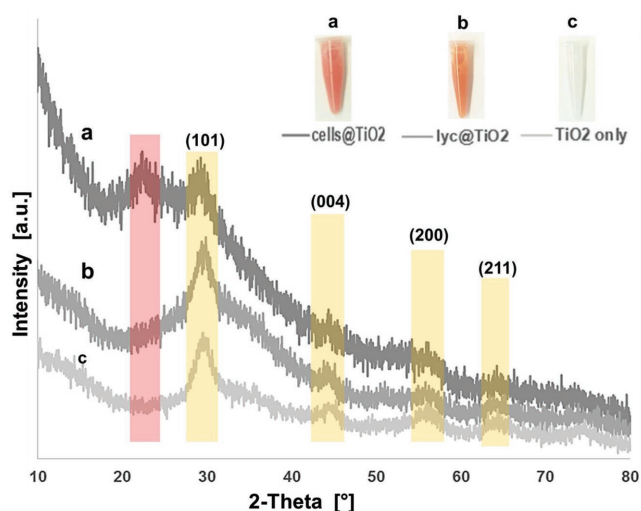 a b c
cells@TiO2 lyc@TiO2 TiO2 only
a
(101)
(004)
(200)
(211)
b
c
Intensity [a.u.]
10 20 30 40 50 60 70 80
2-Theta [°]